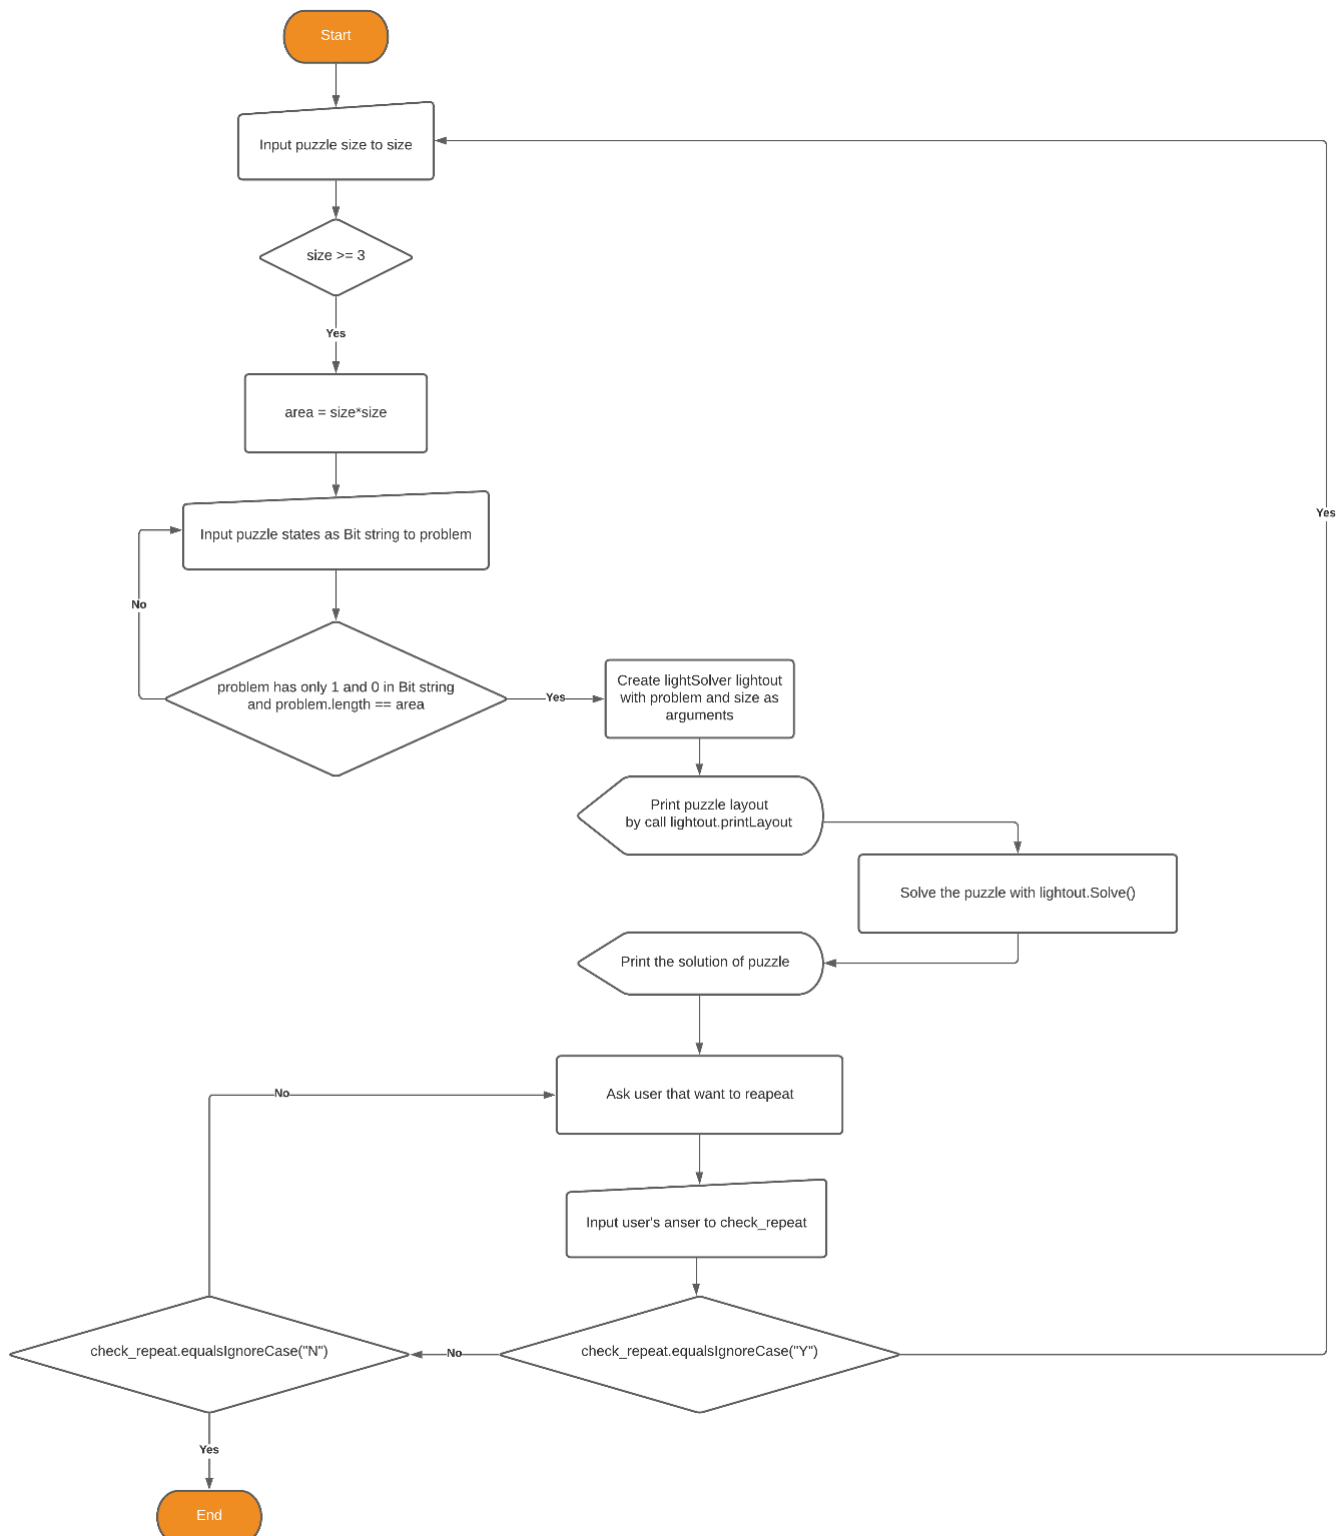 Start
Input puzzle size to size
size >= 3
Yes
area = size*size
Input puzzle states as Bit string to problem
Yes
No
problem has only 1 and 0 in Bit string
and problem.length == area
Yes
Create lightSolver lightout
with problem and size as
arguments
Print puzzle layout
by call lightout.printLayout
Solve the puzzle with lightout.Solve()
Print the solution of puzzle
Ask user that want to reapeat
No
Input user's anser to check_repeat
check_repeat.equalsIgnoreCase("Y")
No
check_repeat.equalsIgnoreCase("N")
Yes
End